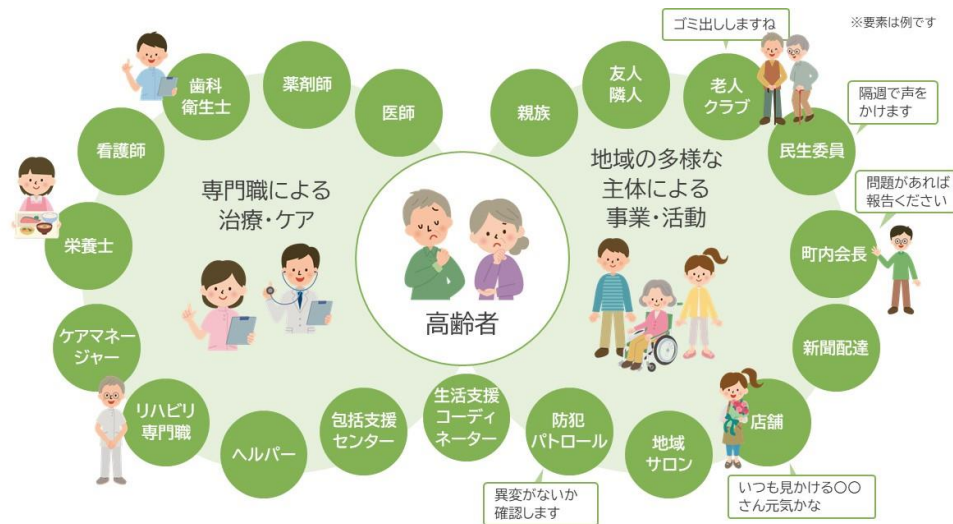 ゴミ出ししますね
※要素は例です
歯科
衛生士
薬剤師
医師
親族
友人
隣人
老人
クラブ
隔週で声を
かけます
看護師
民生委員
専門職による
治療・ケア
地域の多様な
主体による
事業・活動
問題があれば
報告ください
栄養士
町内会長
高齢者
ケアマネー
ジャー
新聞配達
リハビリ
専門職
ヘルパー
包括支援
センター
生活支援
コーディ
ネーター
防犯
パトロール
地域
サロン
店舗
異変がないか
確認します
いつも見かける〇〇
さん元気かな